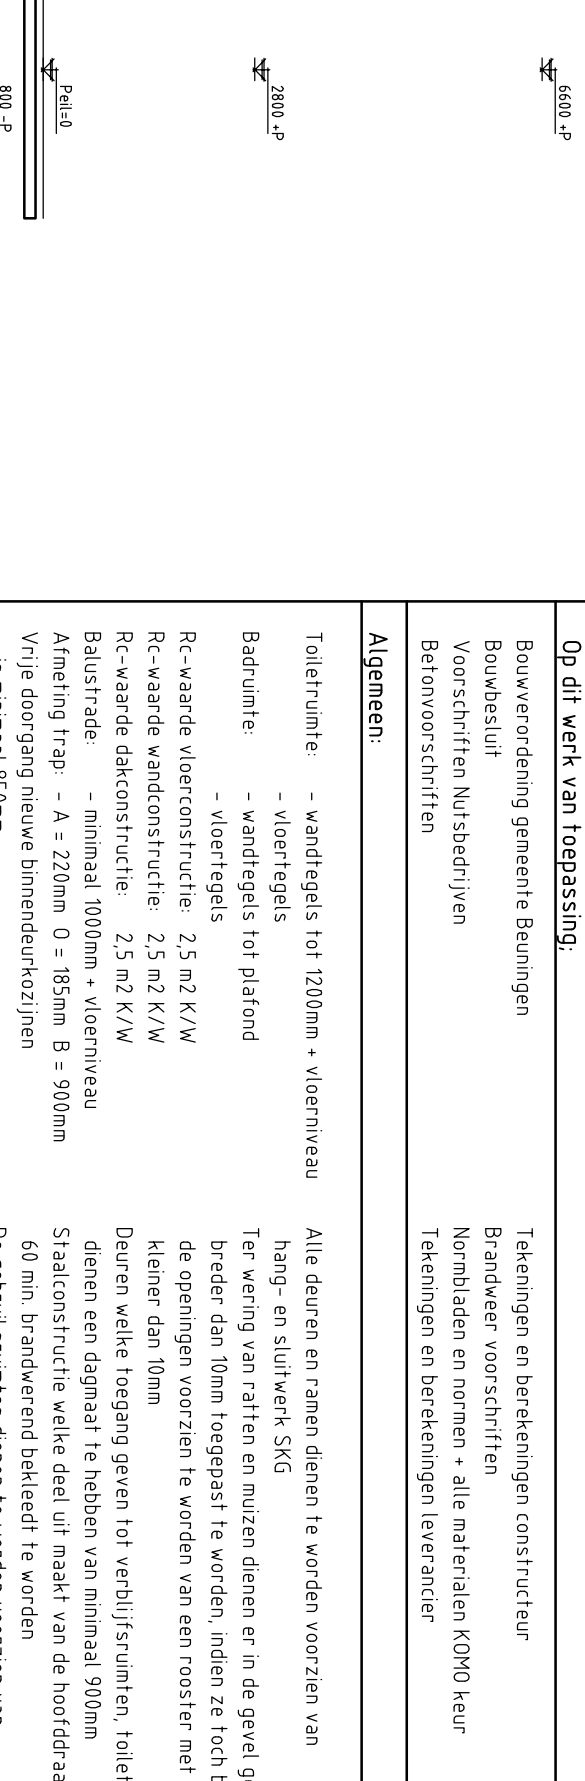 6600 +P
2800 +P
Peil=0
800 -P
Op dit werk van toepassing;
Bouwverordening gemeente Beuningen
Bouwbesluit
Voorschriften Nutsbedrijven
Betonvoorschriften
Tekeningen en berekeningen constructeur
Brandweer voorschriften
Normbladen en normen + alle materialen KOMO keur
Tekeningen en berekeningen leverancier
Algemeen:
Toiletruimte: - wandtegels tot 1200mm + vloerniveau
- vloertegels
Badruimte: - wandtegels tot plafond
- vloertegels
Rc-waarde vloerconstructie: 2,5 m2 K/W
Rc-waarde wandconstructie: 2,5 m2 K/W
Rc-waarde dakconstructie: 2,5 m2 K/W
Balustrade: - minimaal 1000mm + vloerniveau
Afmeting trap: - A = 220mm O = 185mm B = 900mm
Vrije doorgang nieuwe binnendeurkozijnen
Alle deuren en ramen dienen te worden voorzien van
hang- en sluitwerk SKG
Ter wering van ratten en muizen dienen er in de gevel
breder dan 10mm toegepast te worden, indien ze toch
de openingen voorzien te worden van een rooster met
kleiner dan 10mm
Deuren welke toegang geven tot verblijfsruimten, toilet
dienen een dagmaat te hebben van minimaal 900mm
Staalconstructie welke deel uit maakt van de hoofddraa
60 min. brandwerend bekleedt te worden